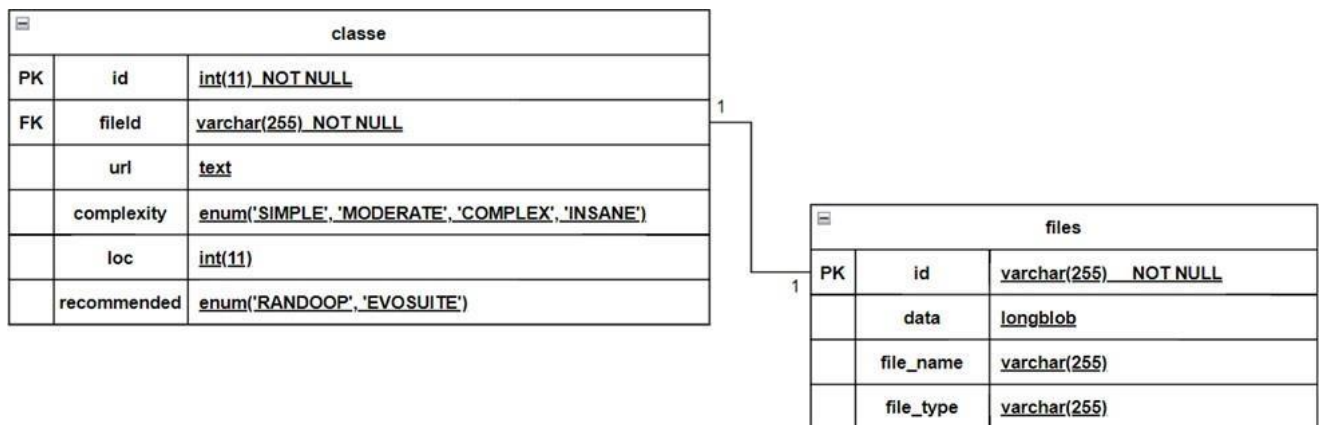 classe
PK id int(11) NOT NULL
FK fileId varchar(255) NOT NULL
url text
complexity enum('SIMPLE', 'MODERATE', 'COMPLEX', 'INSANE')
loc int(11)
recommended enum('RANDOOP', 'EVOSUITE')
1
1
files
PK id varchar(255) NOT NULL
data longblob
file_name varchar(255)
file_type varchar(255)